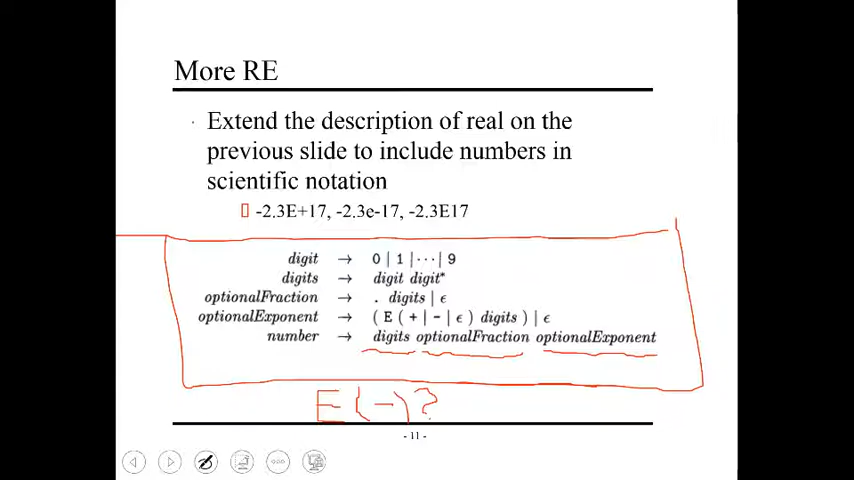 More RE
Extend the description of real on the
previous slide to include numbers in
scientific notation
-2.3E+17, -2.3e-17, -2.3E17
digit → 0 | 1 | ··· | 9
digits → digit digit*
optionalFraction → . digits | ϵ
optionalExponent → ( E ( + | - | ϵ ) digits ) | ϵ
number → digits optionalFraction optionalExponent
E (-)?
- 11 -